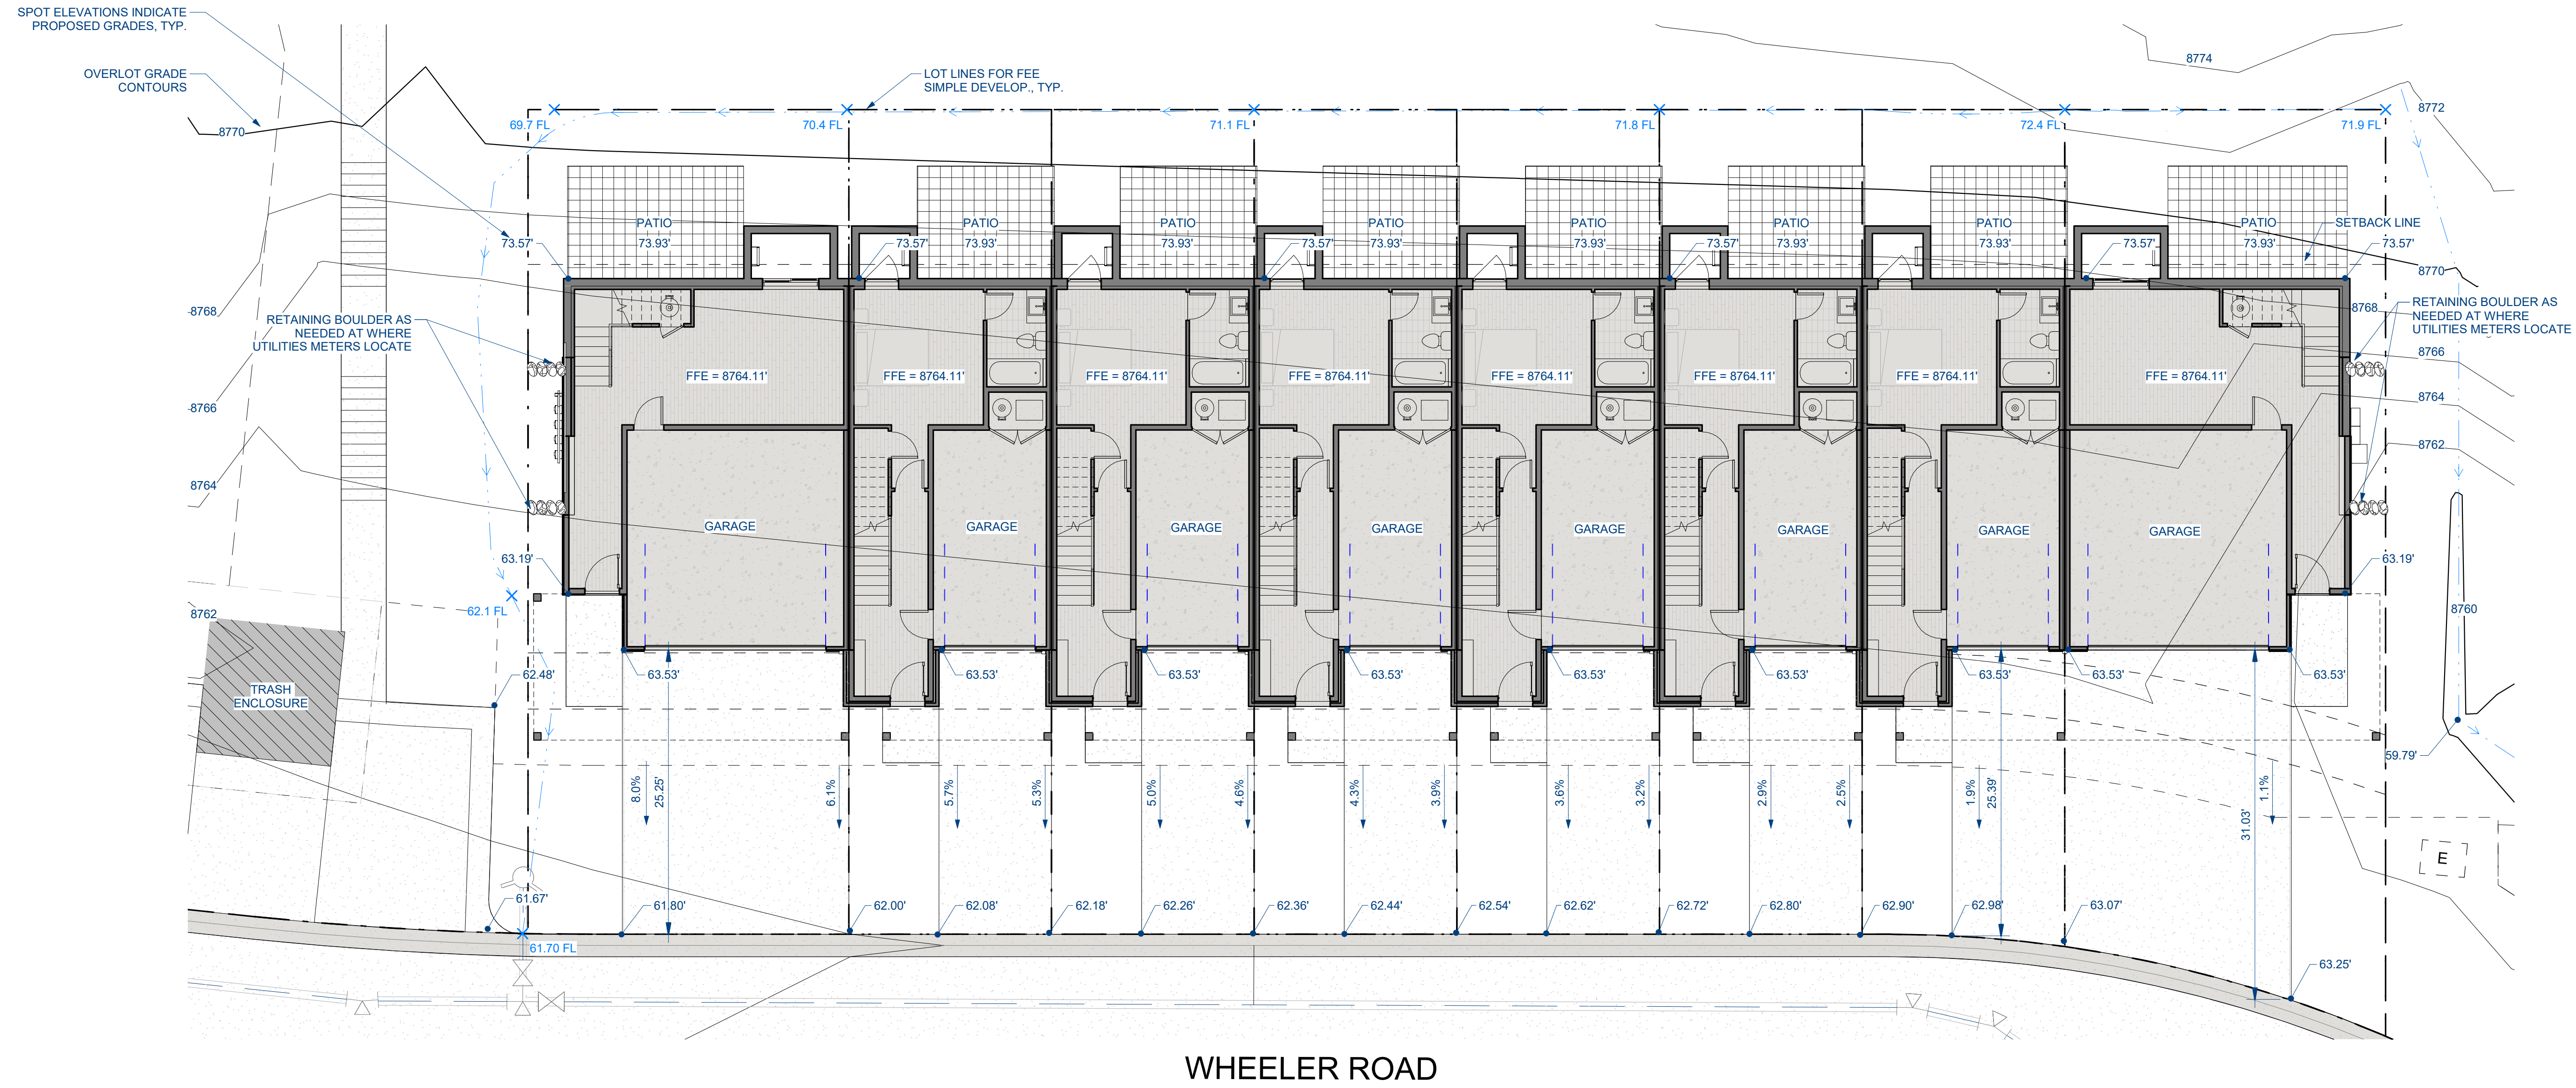 SPOT ELEVATIONS INDICATE
PROPOSED GRADES, TYP.
OVERLOT GRADE
CONTOURS
LOT LINES FOR FEE
SIMPLE DEVELOP., TYP.
8774
8772
8770
69.7 FL
70.4 FL
71.1 FL
71.8 FL
72.4 FL
71.9 FL
PATIO
73.93'
PATIO
73.93'
PATIO
73.93'
PATIO
73.93'
PATIO
73.93'
PATIO
73.93'
PATIO
73.93'
PATIO
73.93'
SETBACK LINE
73.57'
73.57'
73.57'
73.57'
73.57'
73.57'
8770
8768
8768
RETAINING BOULDER AS
NEEDED AT WHERE
UTILITIES METERS LOCATE
RETAINING BOULDER AS
NEEDED AT WHERE
UTILITIES METERS LOCATE
8766
8764
8762
FFE = 8764.11'
FFE = 8764.11'
FFE = 8764.11'
FFE = 8764.11'
FFE = 8764.11'
FFE = 8764.11'
FFE = 8764.11'
FFE = 8764.11'
8766
8764
GARAGE
GARAGE
GARAGE
GARAGE
GARAGE
GARAGE
GARAGE
GARAGE
63.19'
63.19'
62.1 FL
8762
8760
TRASH
ENCLOSURE
62.48'
63.53'
63.53'
63.53'
63.53'
63.53'
63.53'
63.53'
63.53'
63.53'
59.79'
8.0%
25.25'
6.1%
5.7%
5.3%
5.0%
4.6%
4.3%
3.9%
3.6%
3.2%
2.9%
2.5%
1.9%
25.39'
31.03'
1.1%
E
61.67'
61.80'
62.00'
62.08'
62.18'
62.26'
62.36'
62.44'
62.54'
62.62'
62.72'
62.80'
62.90'
62.98'
63.07'
61.70 FL
63.25'
WHEELER ROAD